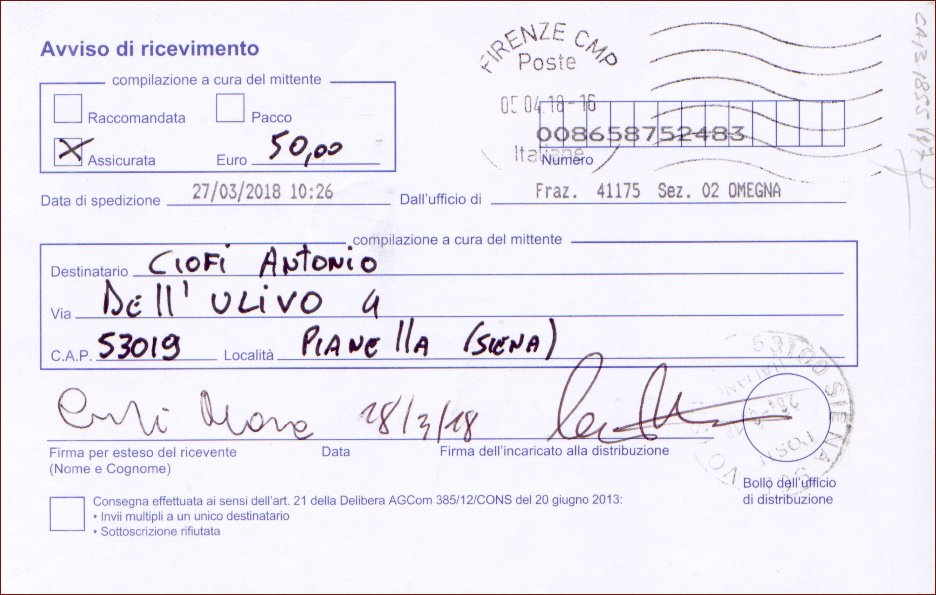 Avviso di ricevimento
FIRENZE CMP
Poste
compilazione a cura del mittente
05 04 18-16
Raccomandata Pacco
008658752483
X Assicurata Euro 50,00
Italiane
Numero
Data di spedizione 27/03/2018 10:26 Dall'ufficio di Fraz. 41175 Sez. 02 OMEGNA
compilazione a cura del mittente
Destinatario CIOFI ANTONIO
Via DEll' ULIVO 4
C.A.P. 53019 Località PIANEllA (SIENA)
28/3/18
Firma per esteso del ricevente
(Nome e Cognome)
Data
Firma dell'incaricato alla distribuzione
53100 SIENA
Bollo dell'ufficio
di distribuzione
Consegna effettuata ai sensi dell'art. 21 della Delibera AGCom 385/12/CONS del 20 giugno 2013:
• Invii multipli a un unico destinatario
• Sottoscrizione rifiutata